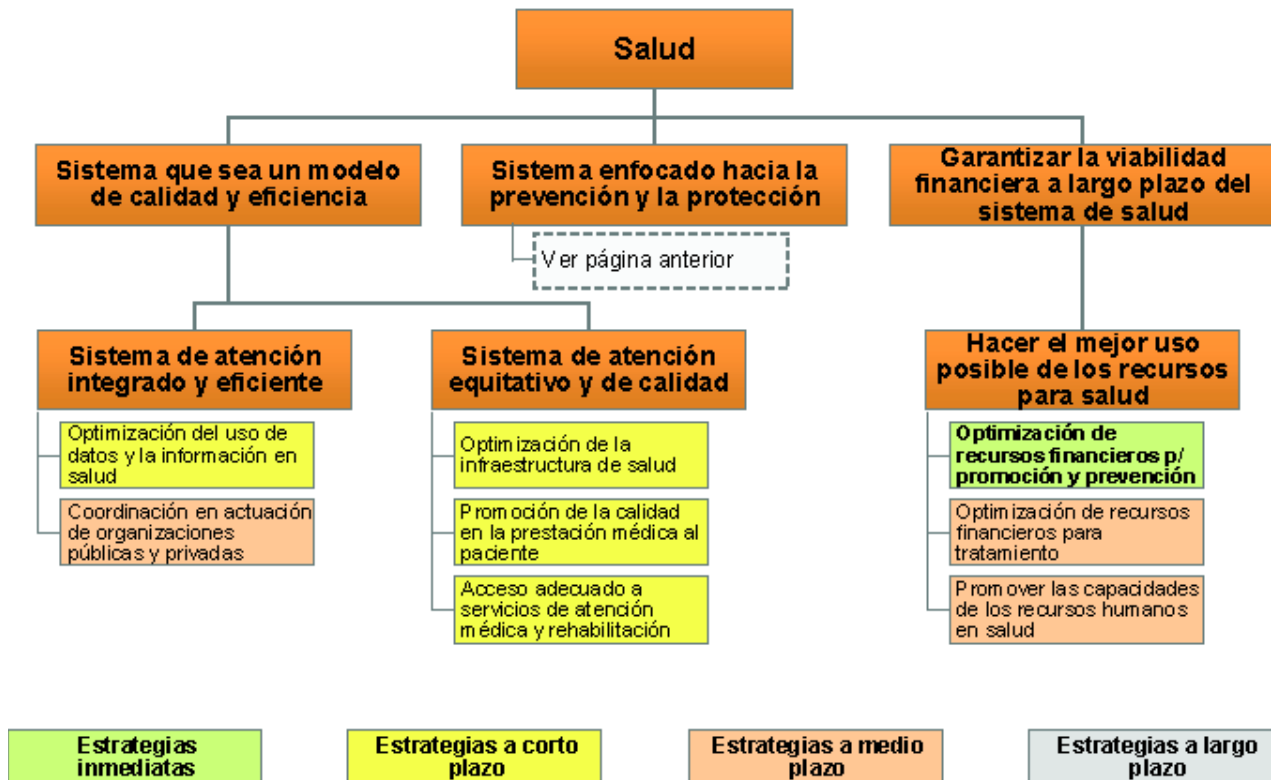 Salud
Sistema que sea un modelo
de calidad y eficiencia
Sistema enfocado hacia la
prevención y la protección
Garantizar la viabilidad
financiera a largo plazo del
sistema de salud
Ver página anterior
Sistema de atención
integrado y eficiente
Sistema de atención
equitativo y de calidad
Hacer el mejor uso
posible de los recursos
para salud
Optimización del uso de
datos y la información en
salud
Coordinación en actuación
de organizaciones
públicas y privadas
Optimización de la
infraestructura de salud
Promoción de la calidad
en la prestación médica al
paciente
Acceso adecuado a
servicios de atención
médica y rehabilitación
Optimización de
recursos financieros p/
promoción y prevención
Optimización de recursos
financieros para
tratamiento
Promover las capacidades
de los recursos humanos
en salud
Estrategias
inmediatas
Estrategias a corto
plazo
Estrategias a medio
plazo
Estrategias a largo
plazo